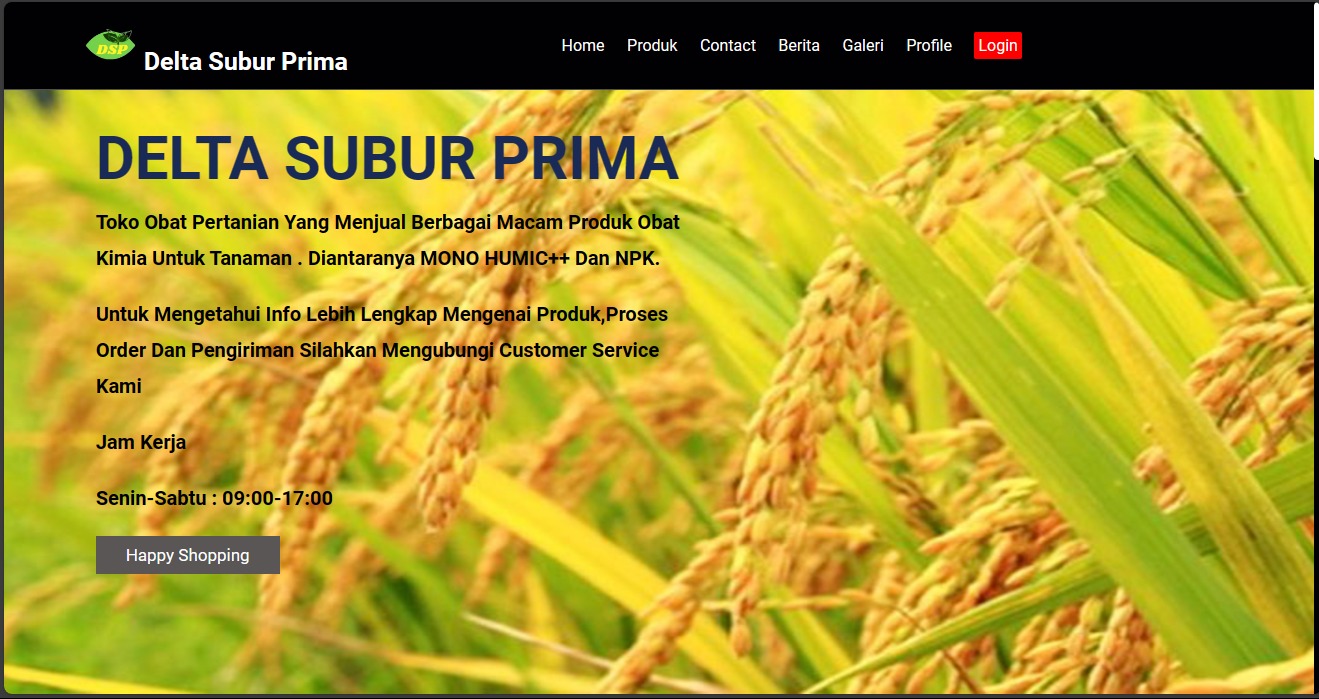 DSP
Delta Subur Prima
Home Produk Contact Berita Galeri Profile Login
DELTA SUBUR PRIMA
Toko Obat Pertanian Yang Menjual Berbagai Macam Produk Obat
Kimia Untuk Tanaman . Diantaranya MONO HUMIC++ Dan NPK.
Untuk Mengetahui Info Lebih Lengkap Mengenai Produk,Proses
Order Dan Pengiriman Silahkan Mengubungi Customer Service
Kami
Jam Kerja
Senin-Sabtu : 09:00-17:00
Happy Shopping